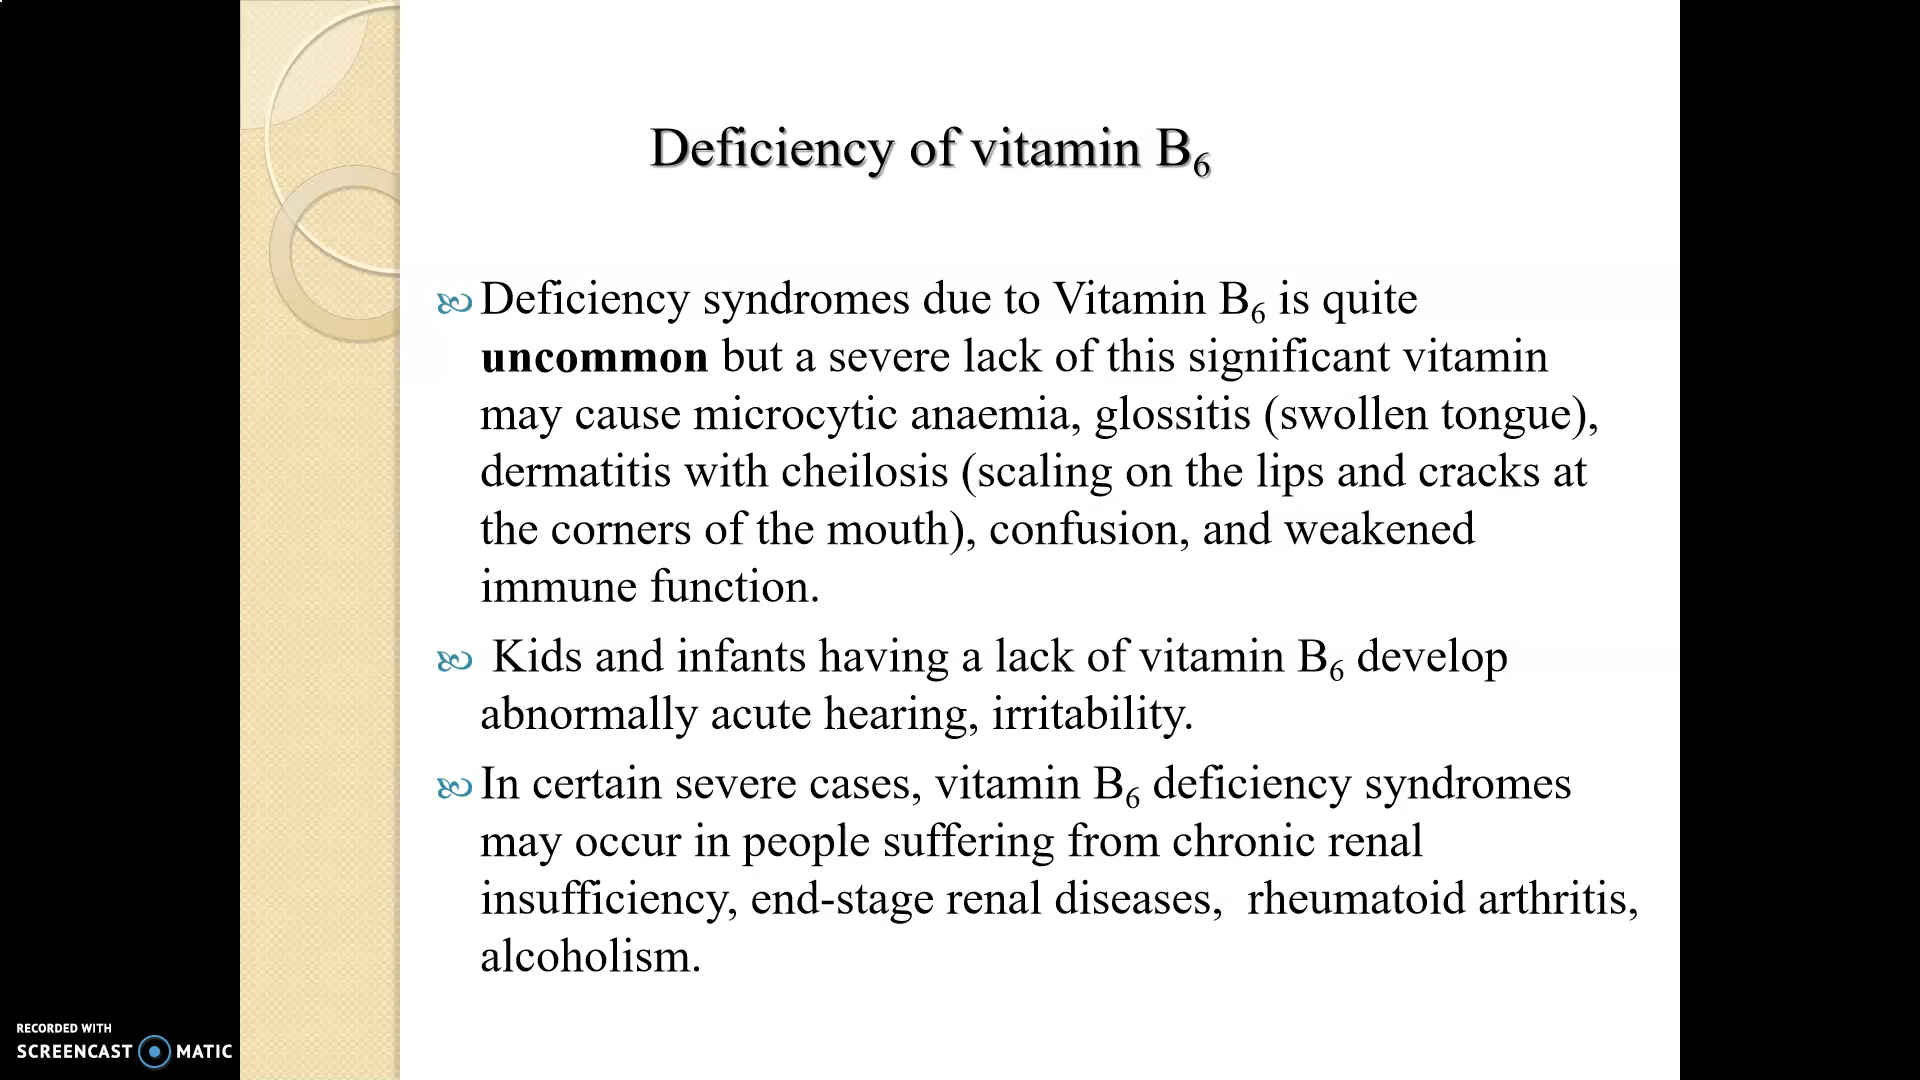 Deficiency of vitamin B₆
Deficiency syndromes due to Vitamin B₆ is quite
uncommon but a severe lack of this significant vitamin
may cause microcytic anaemia, glossitis (swollen tongue),
dermatitis with cheilosis (scaling on the lips and cracks at
the corners of the mouth), confusion, and weakened
immune function.
Kids and infants having a lack of vitamin B₆ develop
abnormally acute hearing, irritability.
In certain severe cases, vitamin B₆ deficiency syndromes
may occur in people suffering from chronic renal
insufficiency, end-stage renal diseases,  rheumatoid arthritis,
alcoholism.
RECORDED WITH
SCREENCAST MATIC